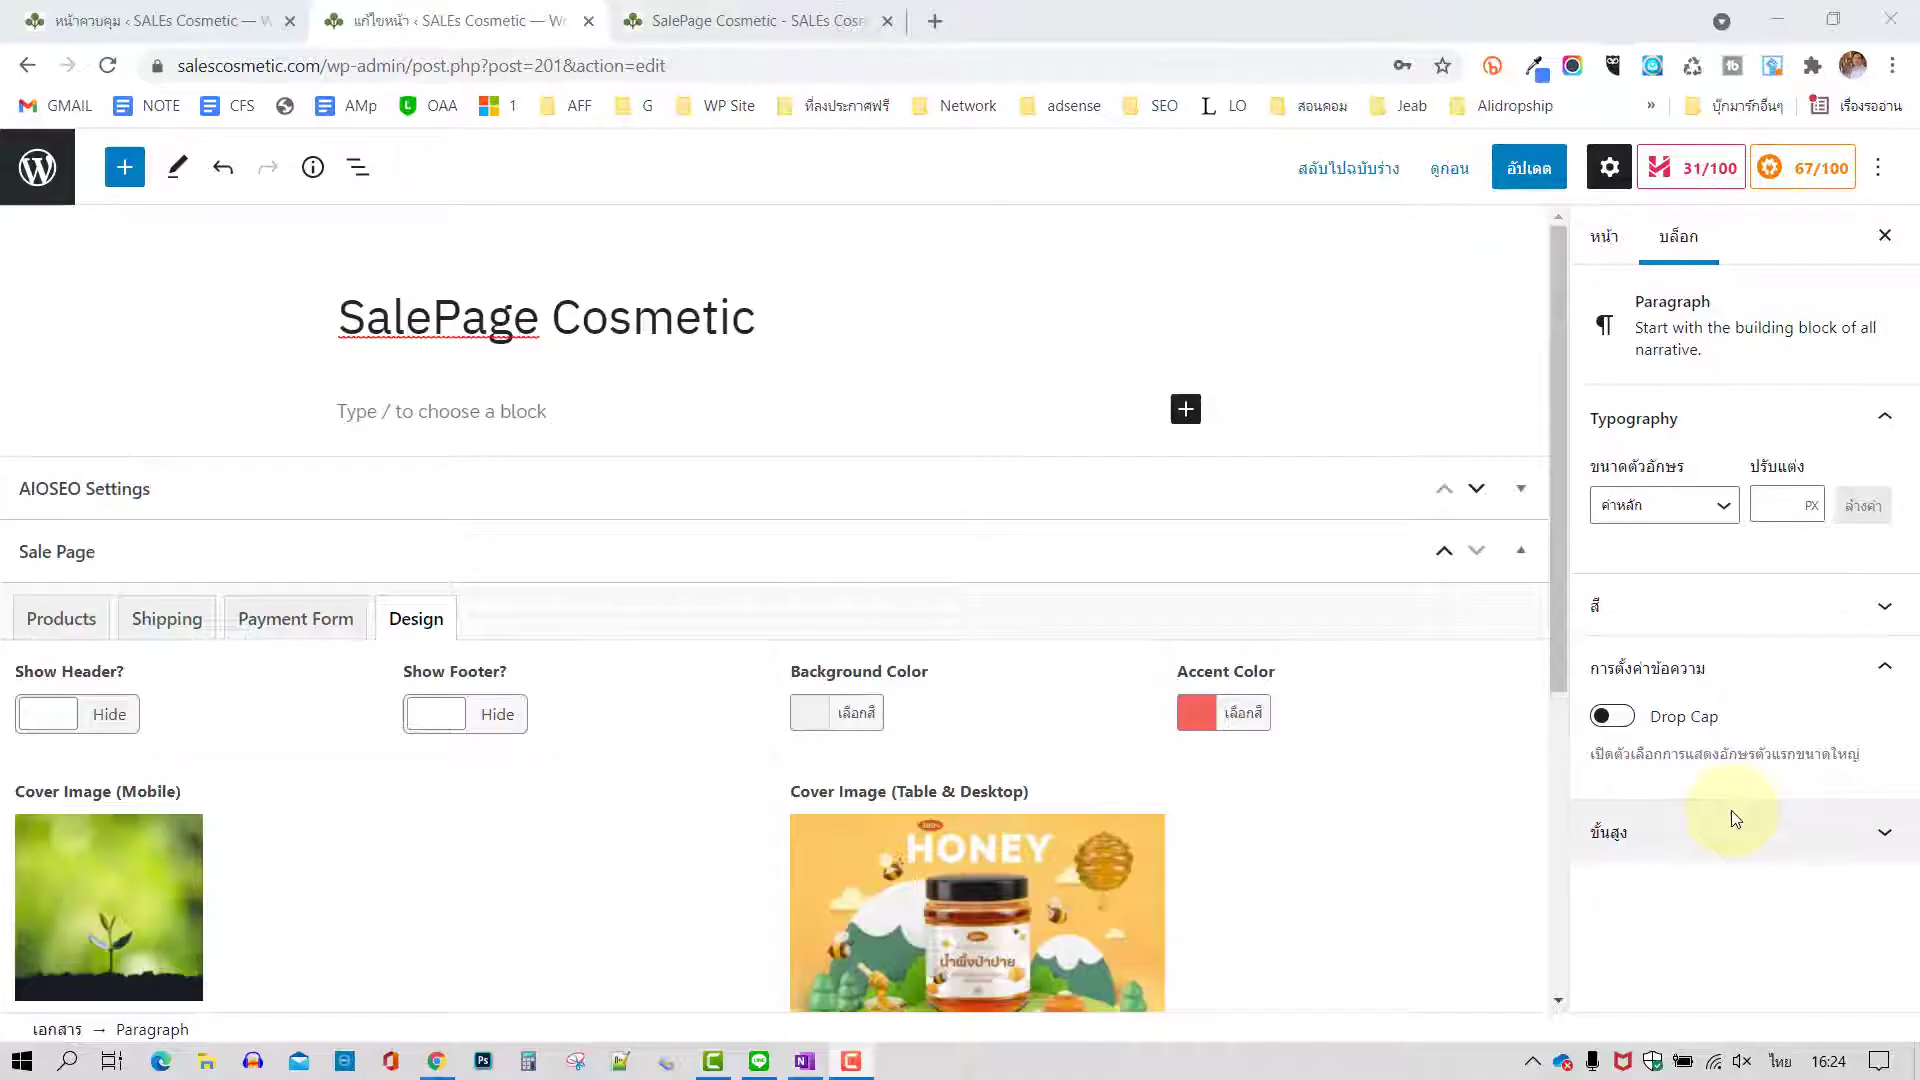 หน้าควบคุม ‹ SALEs Cosmetic — W
แก้ไขหน้า ‹ SALEs Cosmetic — Wr
SalePage Cosmetic - SALEs Cosm
salescosmetic.com/wp-admin/post.php?post=201&action=edit
GMAIL
NOTE
CFS
AMp
OAA
1
AFF
G
WP Site
ที่ลงประกาศฟรี
Network
adsense
SEO
LO
สอนคอม
Jeab
Alidropship
»
บุ๊กมาร์กอื่นๆ
เรื่องรออ่าน
สลับไปฉบับร่าง
ดูก่อน
อัปเดต
31/100
67/100
SalePage Cosmetic
Type / to choose a block
AIOSEO Settings
Sale Page
Products
Shipping
Payment Form
Design
Show Header?
Show Footer?
Background Color
Accent Color
Hide
Hide
เลือกสี
เลือกสี
Cover Image (Mobile)
Cover Image (Table & Desktop)
100%
HONEY
น้ำผึ้งป่าปาย
เอกสาร → Paragraph
หน้า
บล็อก
Paragraph
Start with the building block of all
narrative.
Typography
ขนาดตัวอักษร
ปรับแต่ง
ค่าหลัก
PX
ล้างค่า
สี
การตั้งค่าข้อความ
Drop Cap
เปิดตัวเลือกการแสดงอักษรตัวแรกขนาดใหญ่
ขั้นสูง
ไทย
16:24